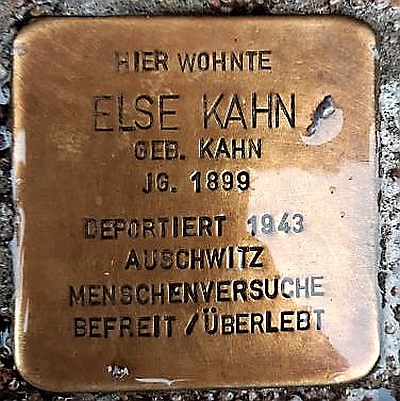 HIER WOHNTE
ELSE KAHN
GEB. KAHN
JG. 1899
DEPORTIERT 1943
AUSCHWITZ
MENSCHENVERSUCHE
BEFREIT / ÜBERLEBT